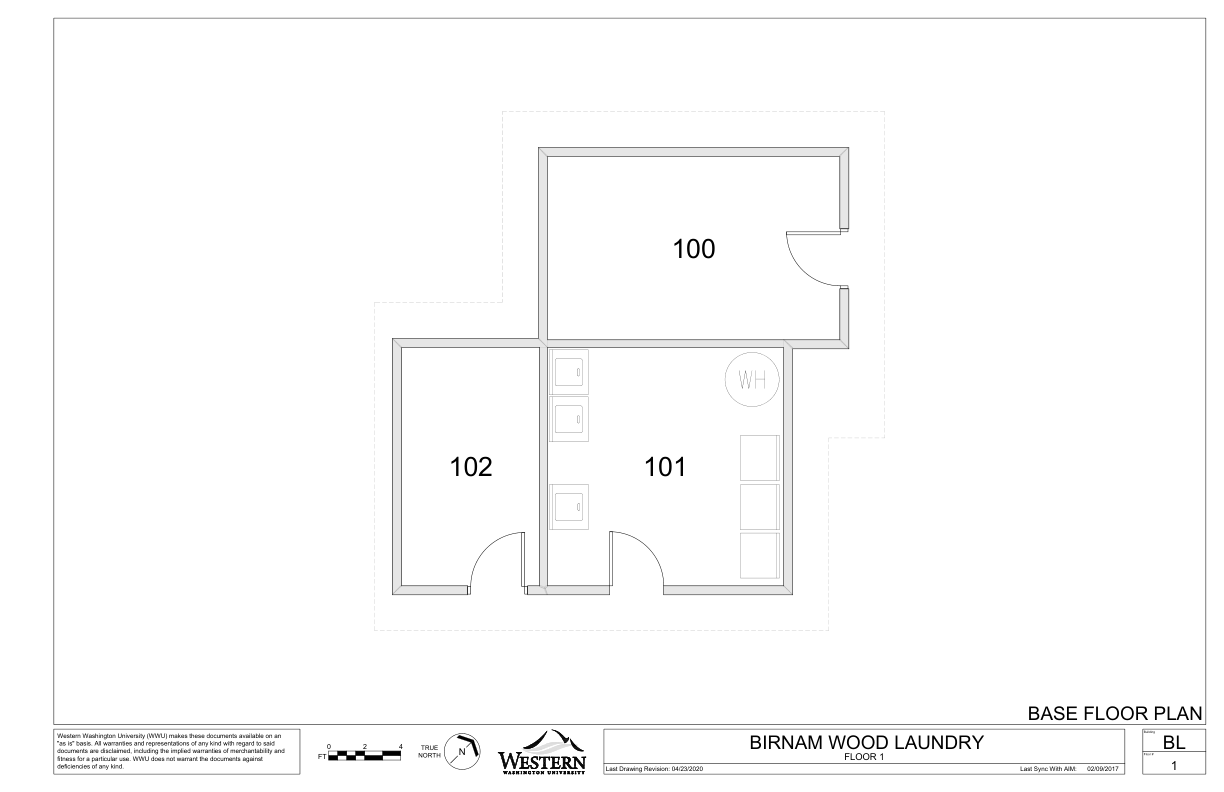 100
WH
102
101
BASE FLOOR PLAN
Western Washington University (WWU) makes these documents available on an
"as is" basis. All warranties and representations of any kind with regard to said
documents are disclaimed, including the implied warranties of merchantability and
fitness for a particular use. WWU does not warrant the documents against
deficiencies of any kind.
FT
0 2 4
TRUE
NORTH
N
WESTERN
WASHINGTON UNIVERSITY
BIRNAM WOOD LAUNDRY
FLOOR 1
Last Drawing Revision: 04/23/2020
Last Sync With AIM: 02/09/2017
Building
BL
1